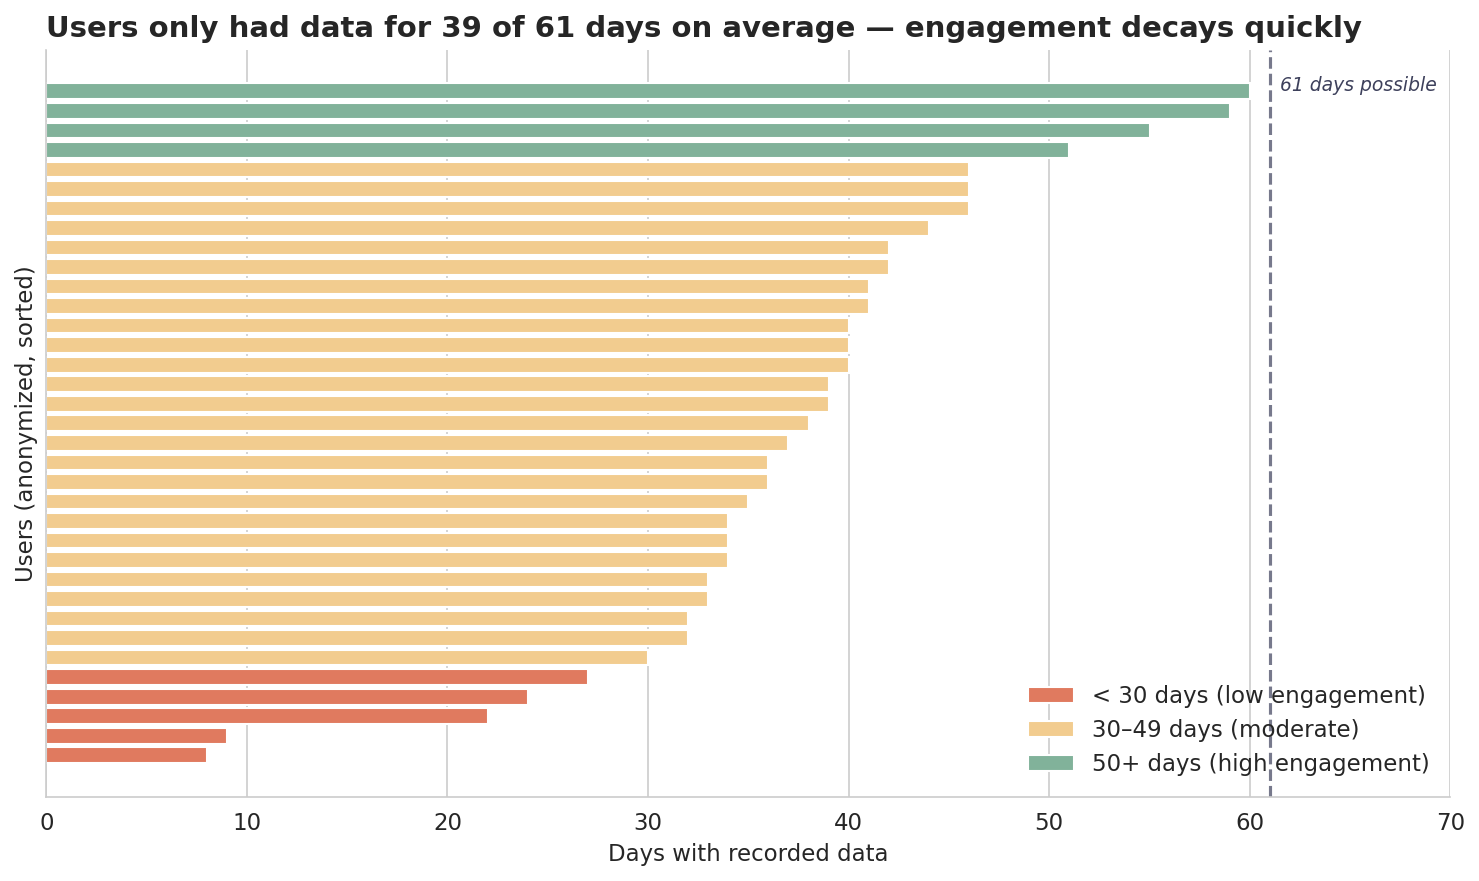 Users only had data for 39 of 61 days on average — engagement decays quickly
61 days possible
Users (anonymized, sorted)
< 30 days (low engagement)
30–49 days (moderate)
50+ days (high engagement)
0 10 20 30 40 50 60 70
Days with recorded data